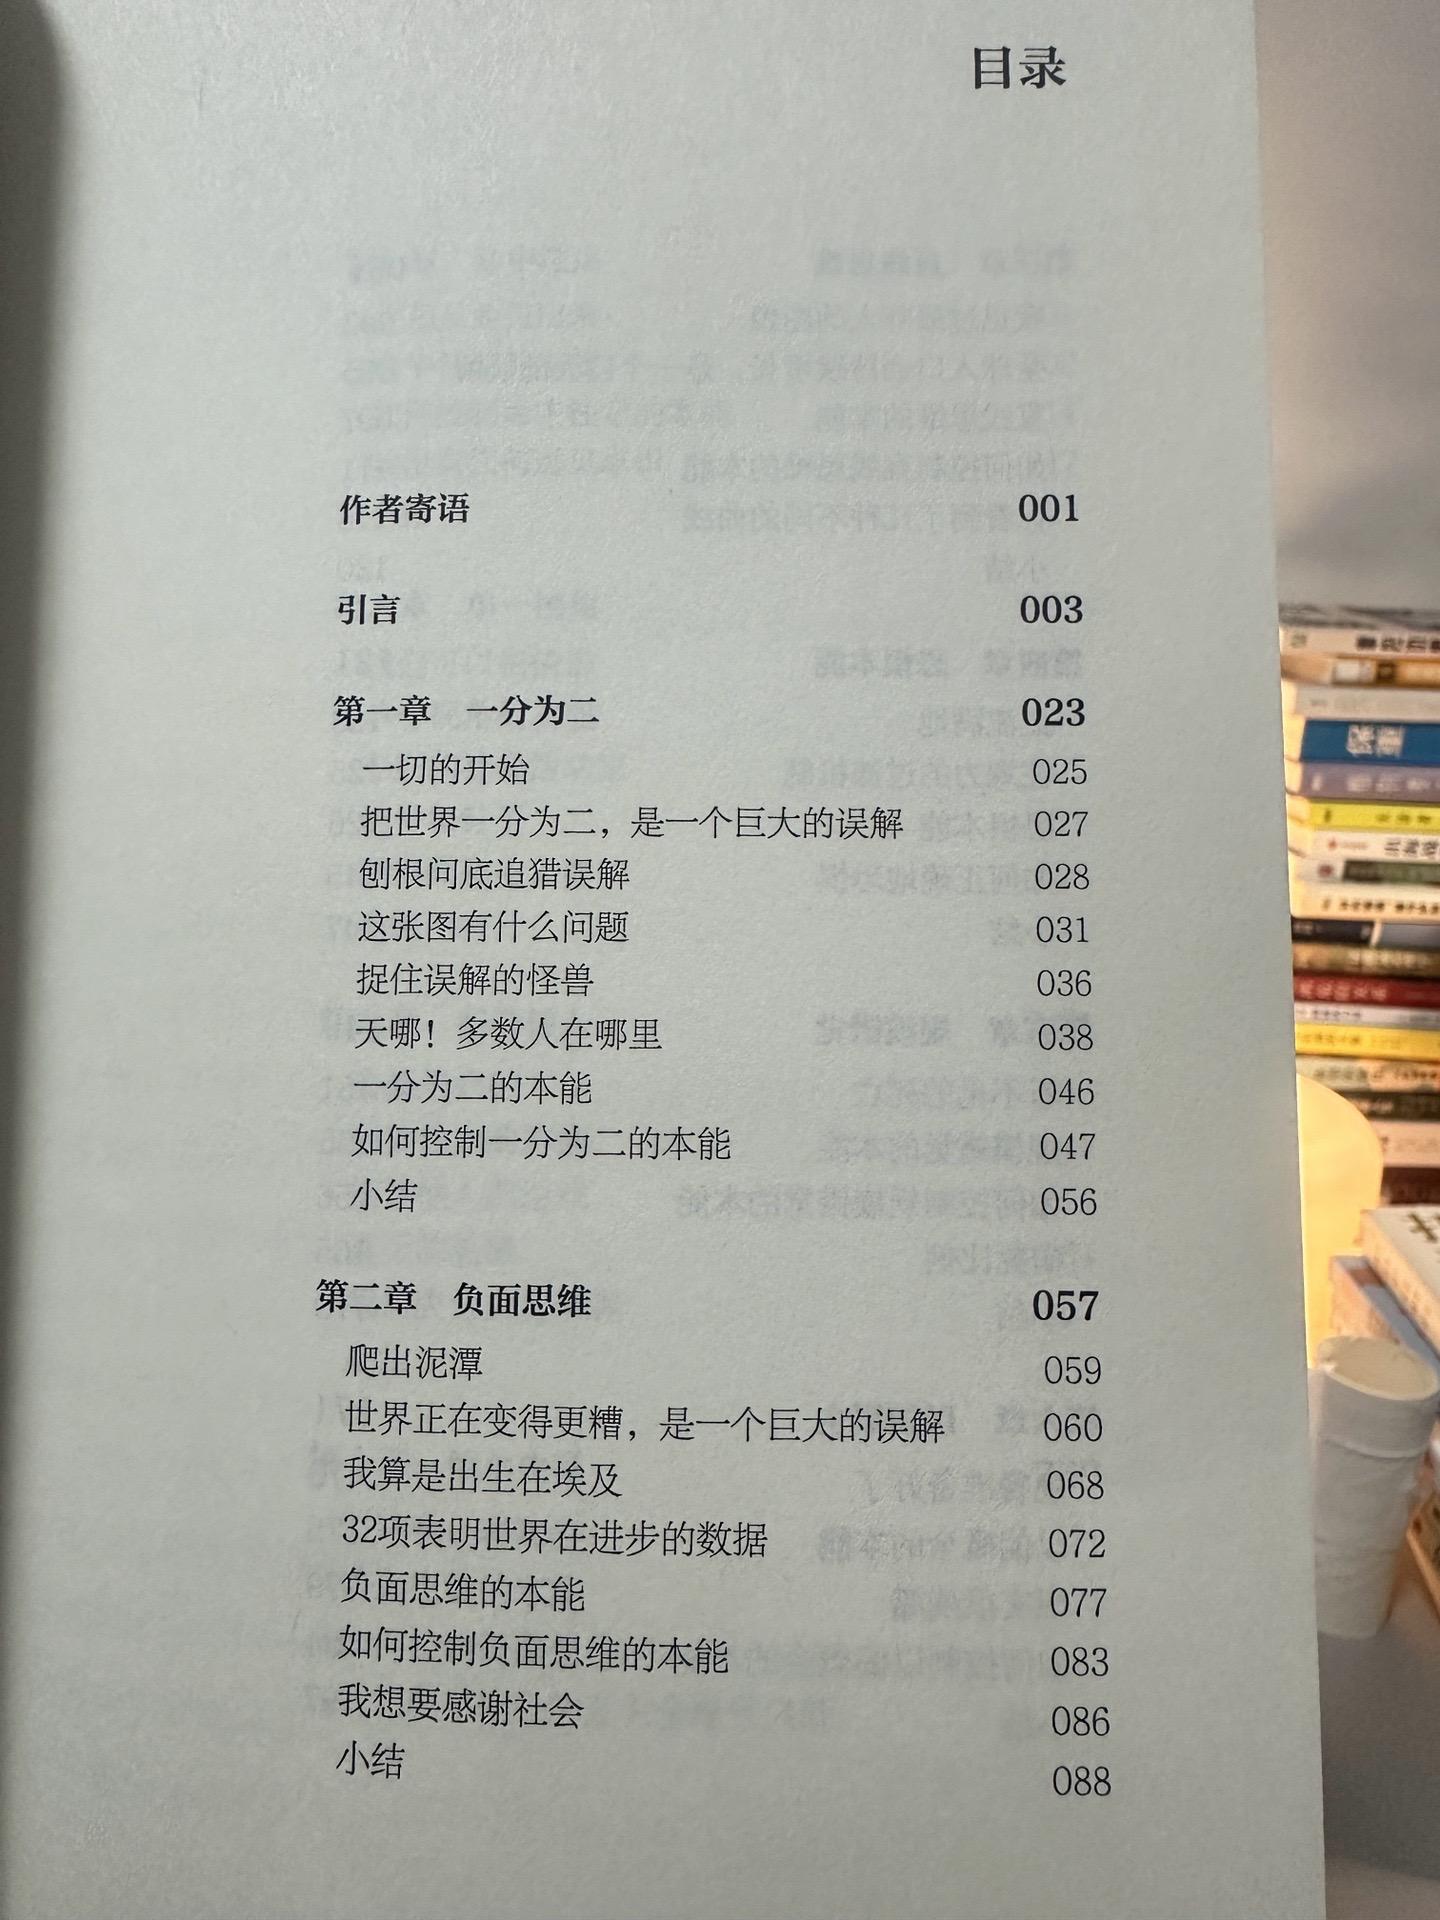 目录
作者寄语 001
引言 003
第一章 一分为二 023
一切的开始 025
把世界一分为二，是一个巨大的误解 027
刨根问底追猎误解 028
这张图有什么问题 031
捉住误解的怪兽 036
天哪！多数人在哪里 038
一分为二的本能 046
如何控制一分为二的本能 047
小结 056
第二章 负面思维 057
爬出泥潭 059
世界正在变得更糟，是一个巨大的误解 060
我算是出生在埃及 068
32项表明世界在进步的数据 072
负面思维的本能 077
如何控制负面思维的本能 083
我想要感谢社会 086
小结 088